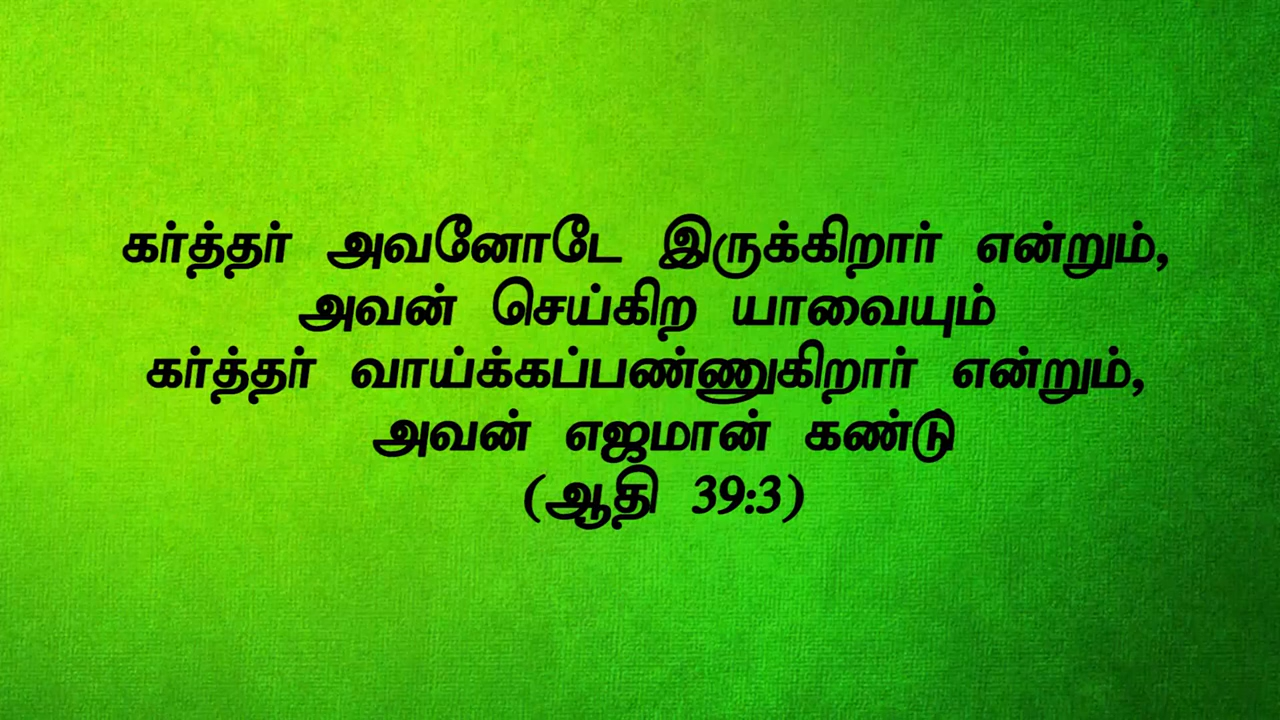 கர்த்தர் அவனோடே இருக்கிறார் என்றும்,
அவன் செய்கிற யாவையும்
கர்த்தர் வாய்க்கப்பண்ணுகிறார் என்றும்,
அவன் எஜமான் கண்டு
(ஆதி 39:3)